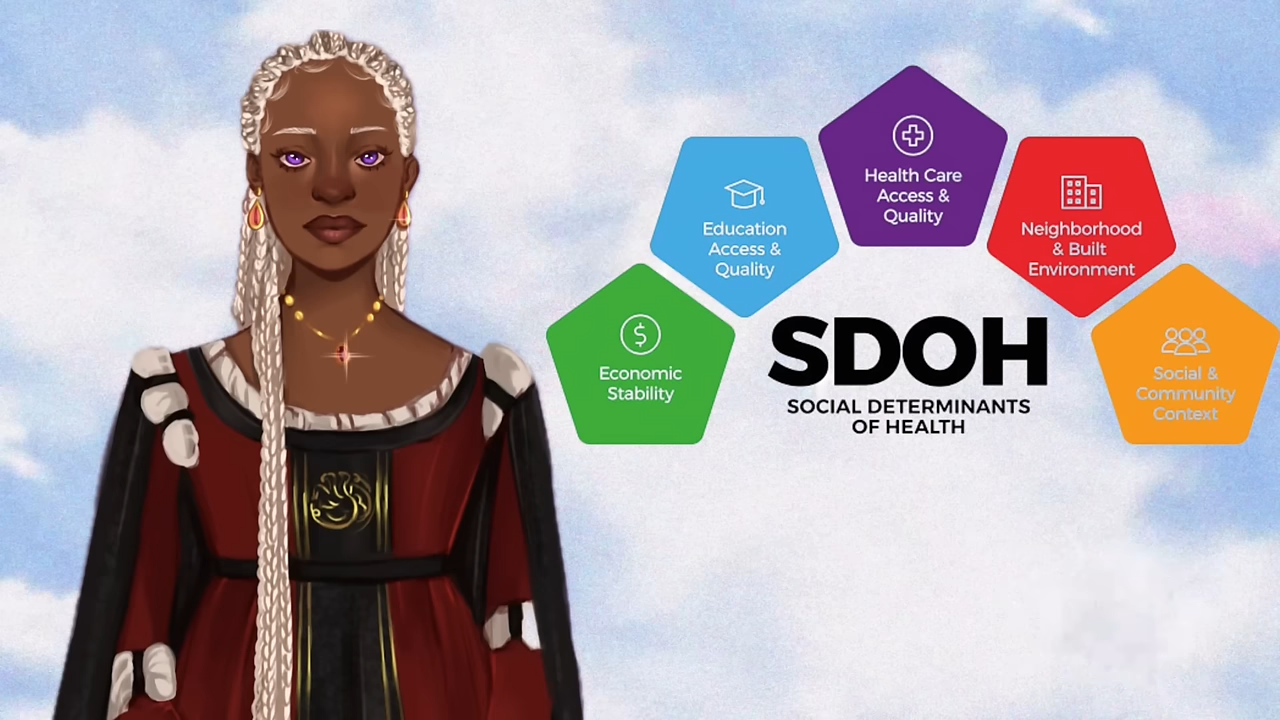 Health Care
Access &
Quality
Education
Access &
Quality
Neighborhood
& Built
Environment
Economic
Stability
Social &
Community
Context
SDOH
SOCIAL DETERMINANTS
OF HEALTH